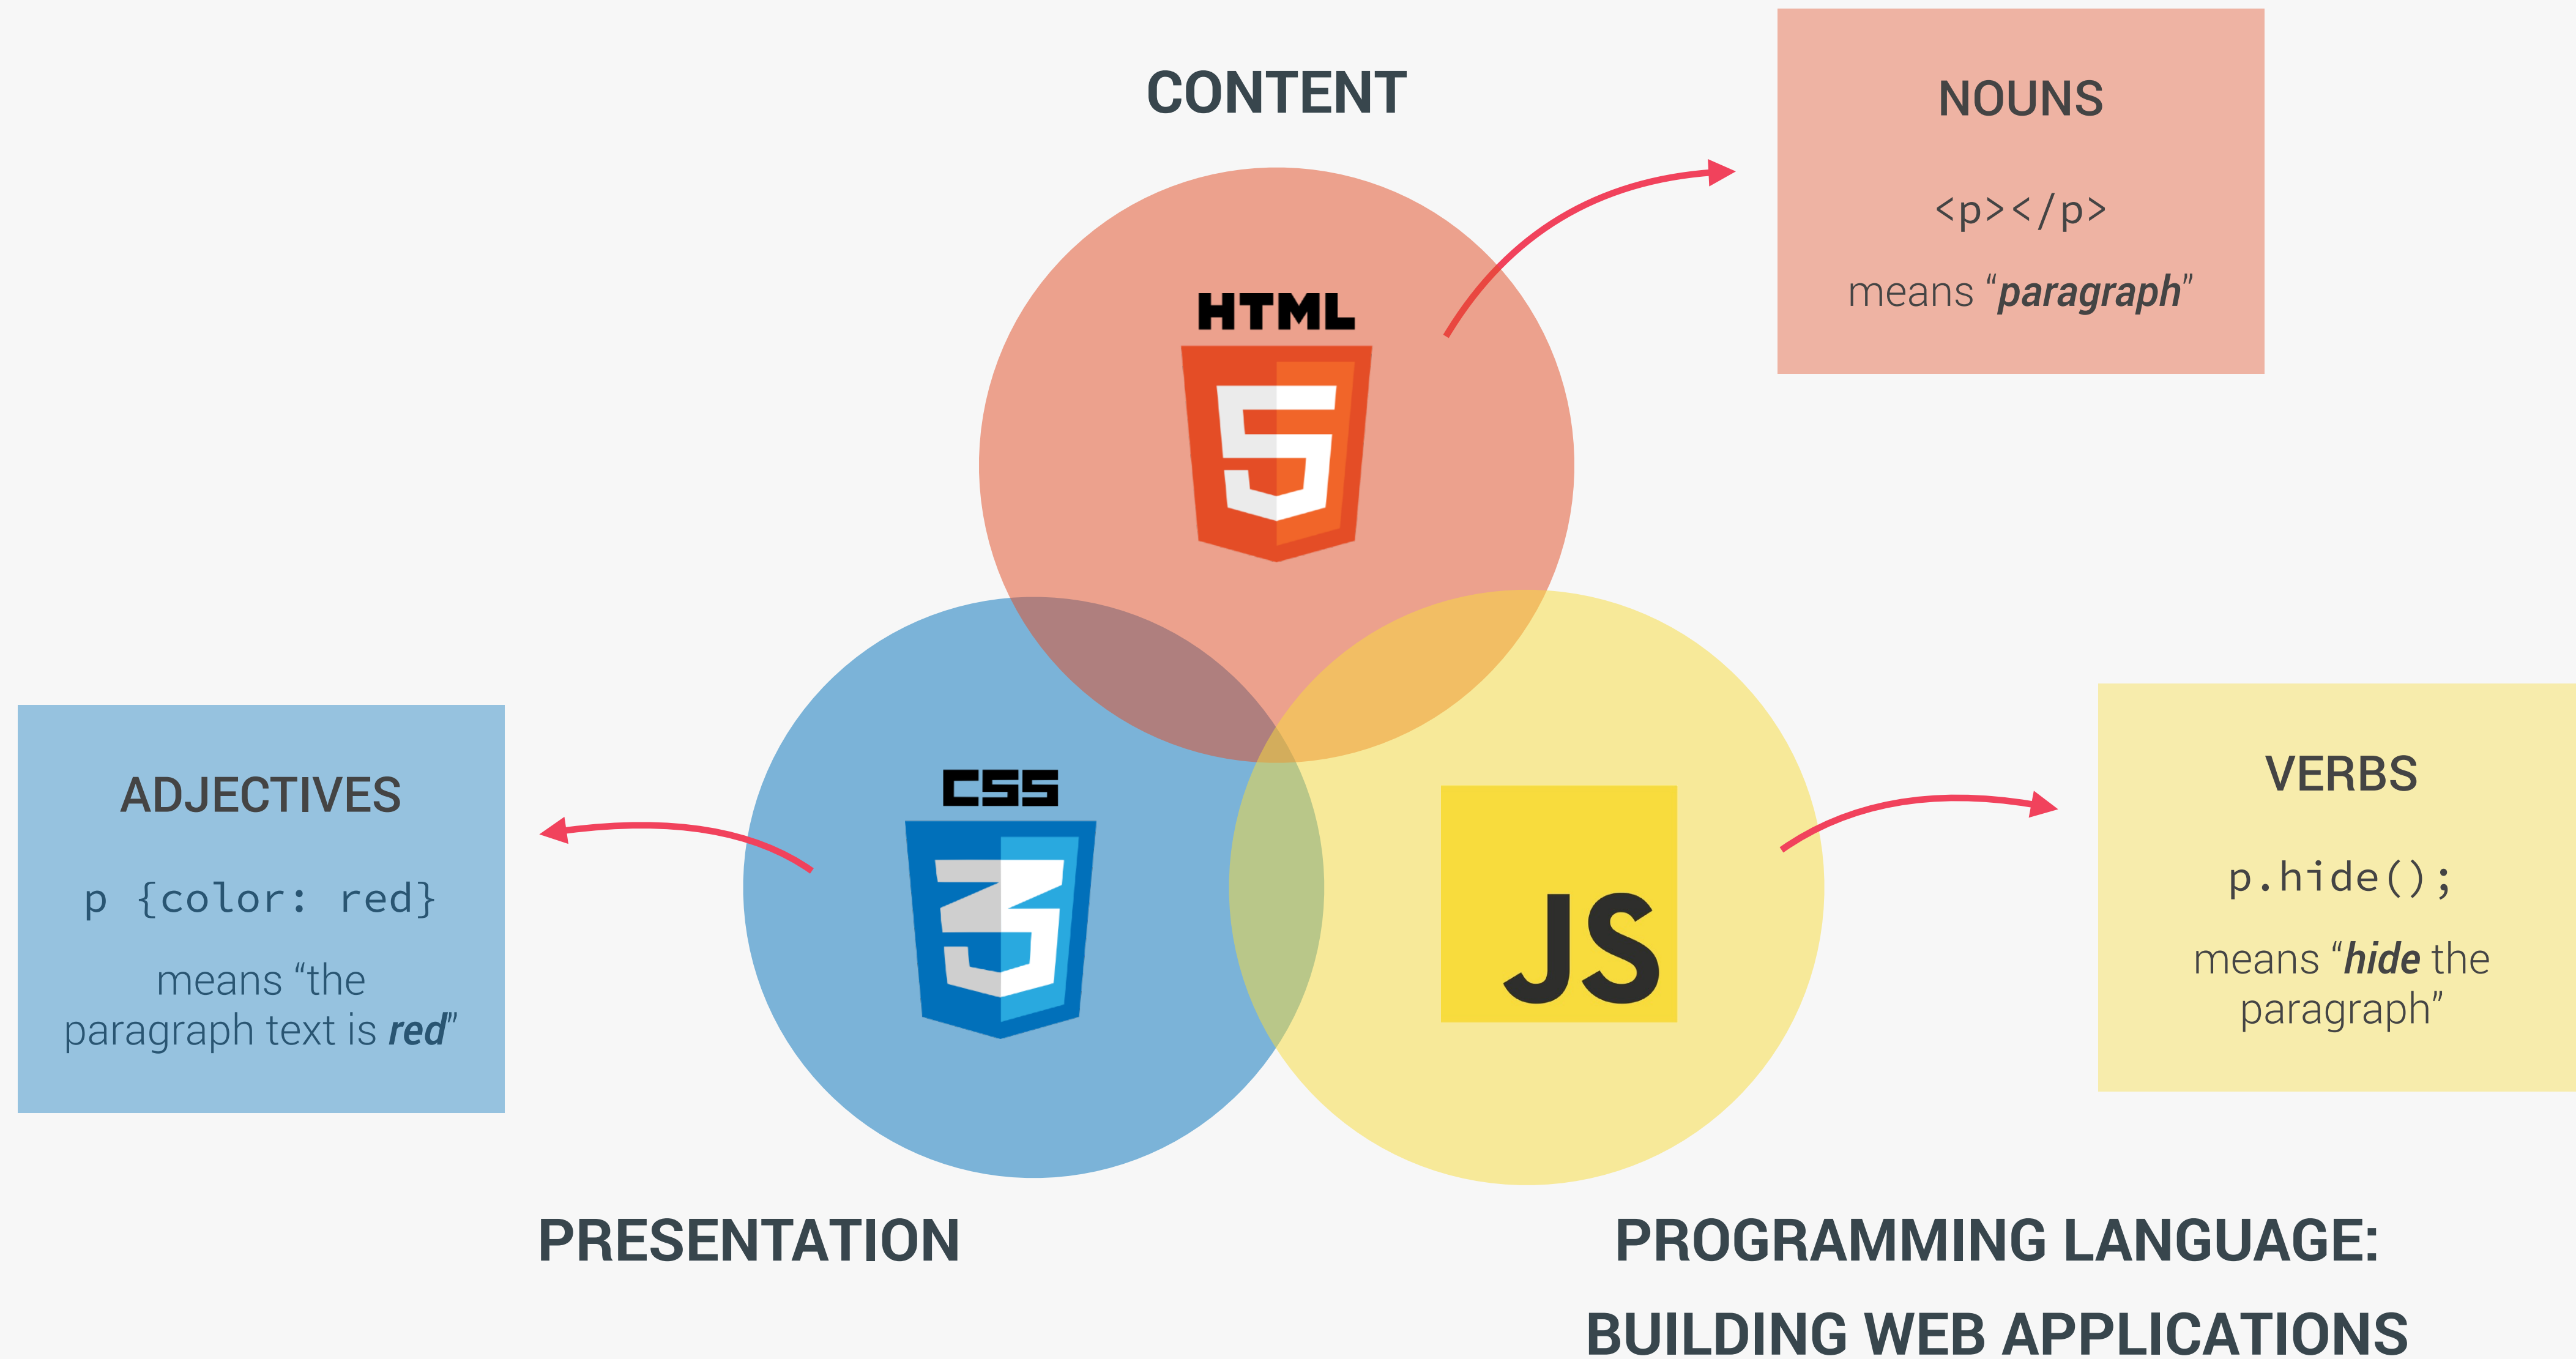 CONTENT
NOUNS
<p></p>
means “paragraph”
HTML
5
ADJECTIVES
p {color: red}
means “the
paragraph text is red”
CSS
3
JS
VERBS
p.hide();
means “hide the
paragraph”
PRESENTATION
PROGRAMMING LANGUAGE:
BUILDING WEB APPLICATIONS